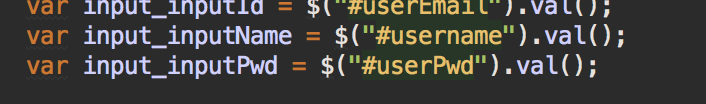 var input_inputId = $("#userEmail").val();
var input_inputName = $("#username").val();
var input_inputPwd = $("#userPwd").val();